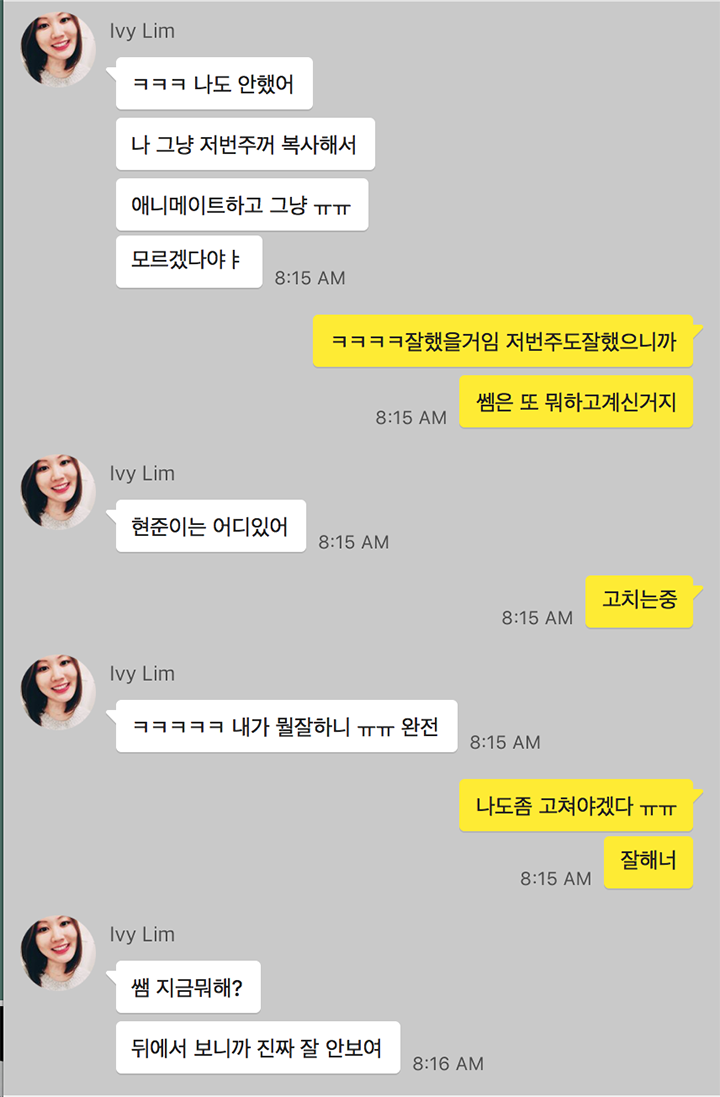 Ivy Lim
ㅋㅋㅋ 나도 안했어
나 그냥 저번주꺼 복사해서
애니메이트하고 그냥 ㅠㅠ
모르겠다야ㅑ
8:15 AM
ㅋㅋㅋㅋ잘했을거임 저번주도잘했으니까
쎔은 또 뭐하고계신거지
8:15 AM
Ivy Lim
현준이는 어디있어
8:15 AM
고치는중
8:15 AM
Ivy Lim
ㅋㅋㅋㅋㅋ 내가 뭘잘하니 ㅠㅠ 완전
8:15 AM
나도좀 고쳐야겠다 ㅠㅠ
잘해너
8:15 AM
Ivy Lim
쌤 지금뭐해?
뒤에서 보니까 진짜 잘 안보여
8:16 AM